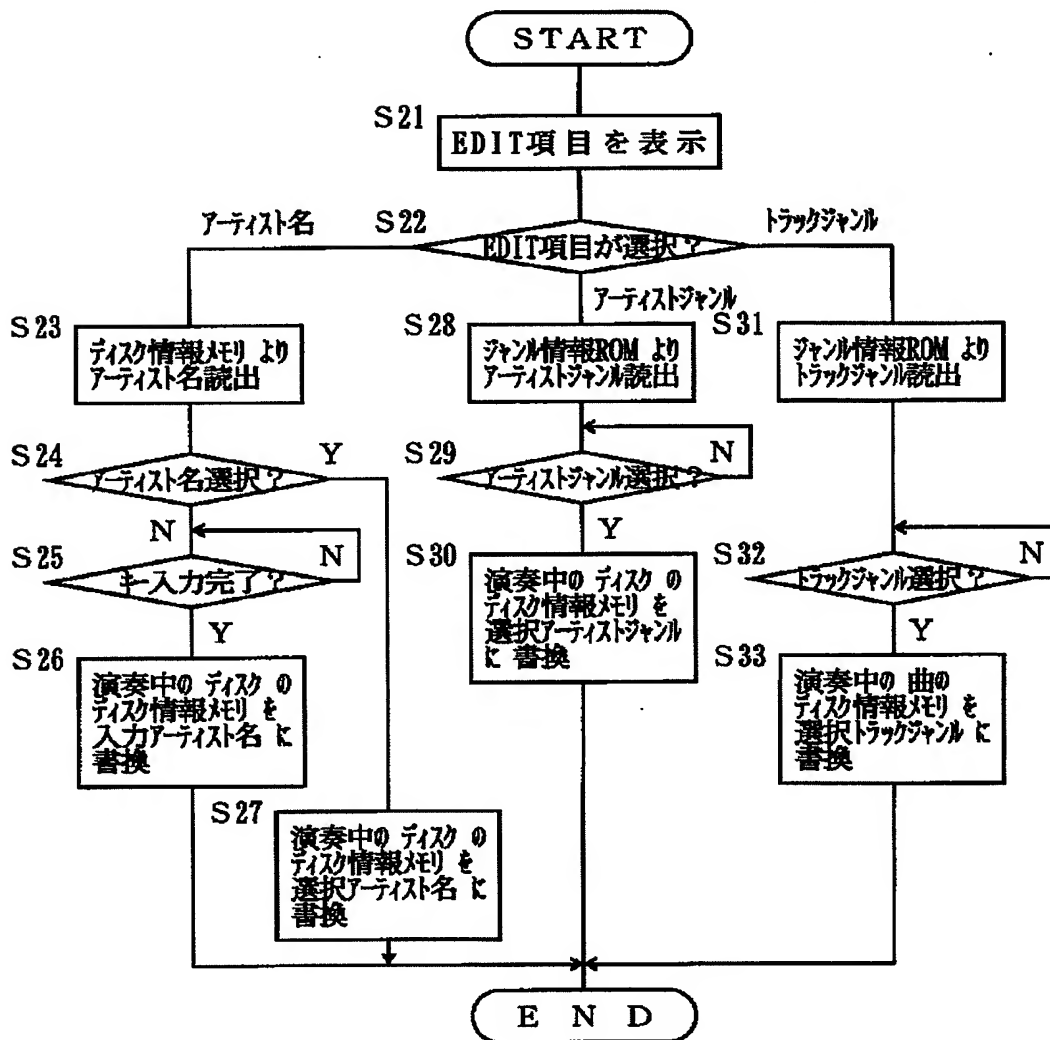 START
S21
EDIT項目を表示
アーティスト名
S22
EDIT項目が選択?
トラックジャンル
アーティストジャンル
S23
ディスク情報メモリ より
アーティスト名読出
S28
ジャンル情報ROM より
アーティストジャンル読出
S31
ジャンル情報ROM より
トラックジャンル読出
S24
アーティスト名選択?
Y
N
S29
アーティストジャンル選択?
N
Y
S25
キー入力完了?
N
Y
S32
トラックジャンル選択?
N
Y
S26
演奏中の ディスク の
ディスク情報メモリ を
入力アーティスト名 に
書換
S30
演奏中の ディスク の
ディスク情報メモリ を
選択アーティストジャンル
に 書換
S33
演奏中の 曲の
ディスク情報メモリ を
選択トラックジャンル に
書換
S27
演奏中の ディスク の
ディスク情報メモリ を
選択アーティスト名 に
書換
END